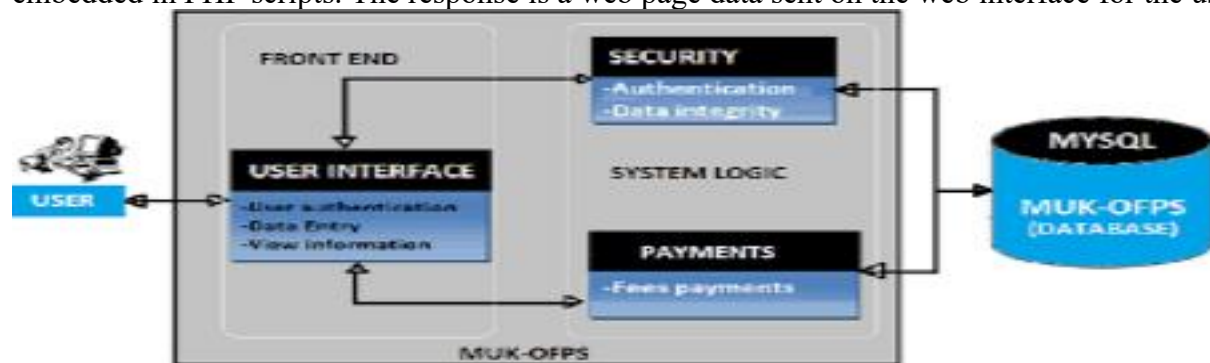 embedded in PHP scripts. The response is a web page data sent on the web interface for the
FRONT END
SECURITY
-Authentication
-Data integrity
USER INTERFACE
-User authentication
-Data Entry
-View information
USER
SYSTEM LOGIC
PAYMENTS
-Fees payments
MUK-OFPS
MYSQL
MUK-OFPS
(DATABASE)